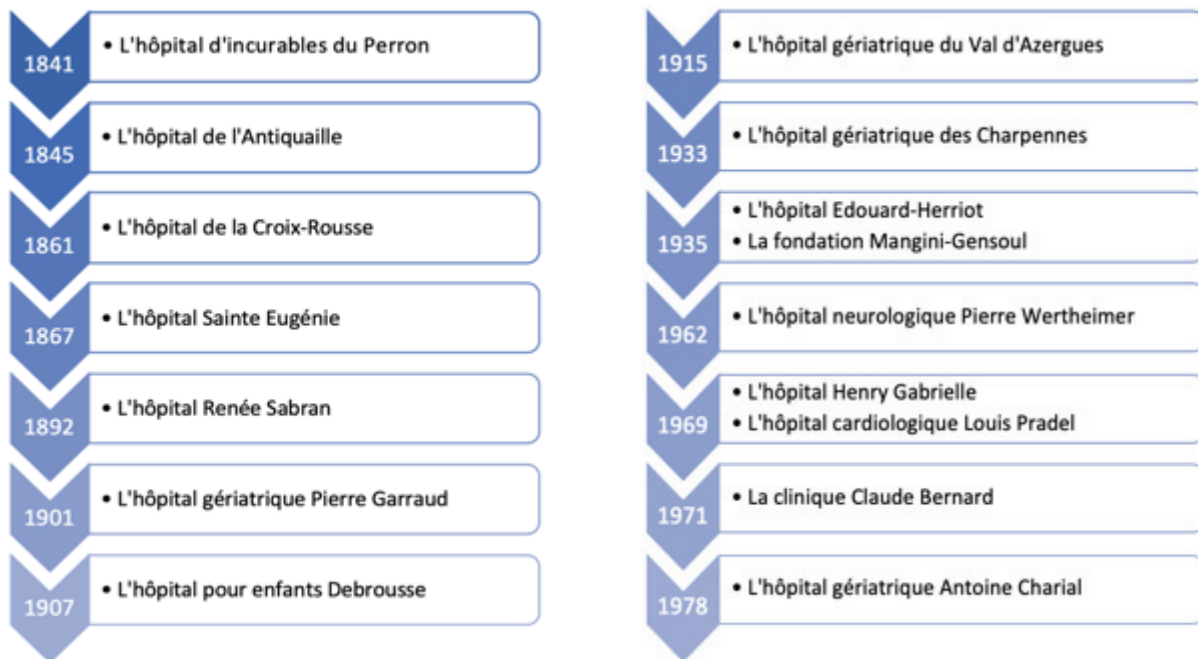 1841
• L'hôpital d'incurables du Perron
1845
• L'hôpital de l'Antiquaille
1861
• L'hôpital de la Croix-Rousse
1867
• L'hôpital Sainte Eugénie
1892
• L'hôpital Renée Sabran
1901
• L'hôpital gériatrique Pierre Garraud
1907
• L'hôpital pour enfants Debrousse
1915
• L'hôpital gériatrique du Val d'Azergues
1933
• L'hôpital gériatrique des Charpennes
1935
• L'hôpital Edouard-Herriot
• La fondation Mangini-Gensoul
1962
• L'hôpital neurologique Pierre Wertheimer
1969
• L'hôpital Henry Gabrielle
• L'hôpital cardiologique Louis Pradel
1971
• La clinique Claude Bernard
1978
• L'hôpital gériatrique Antoine Charial